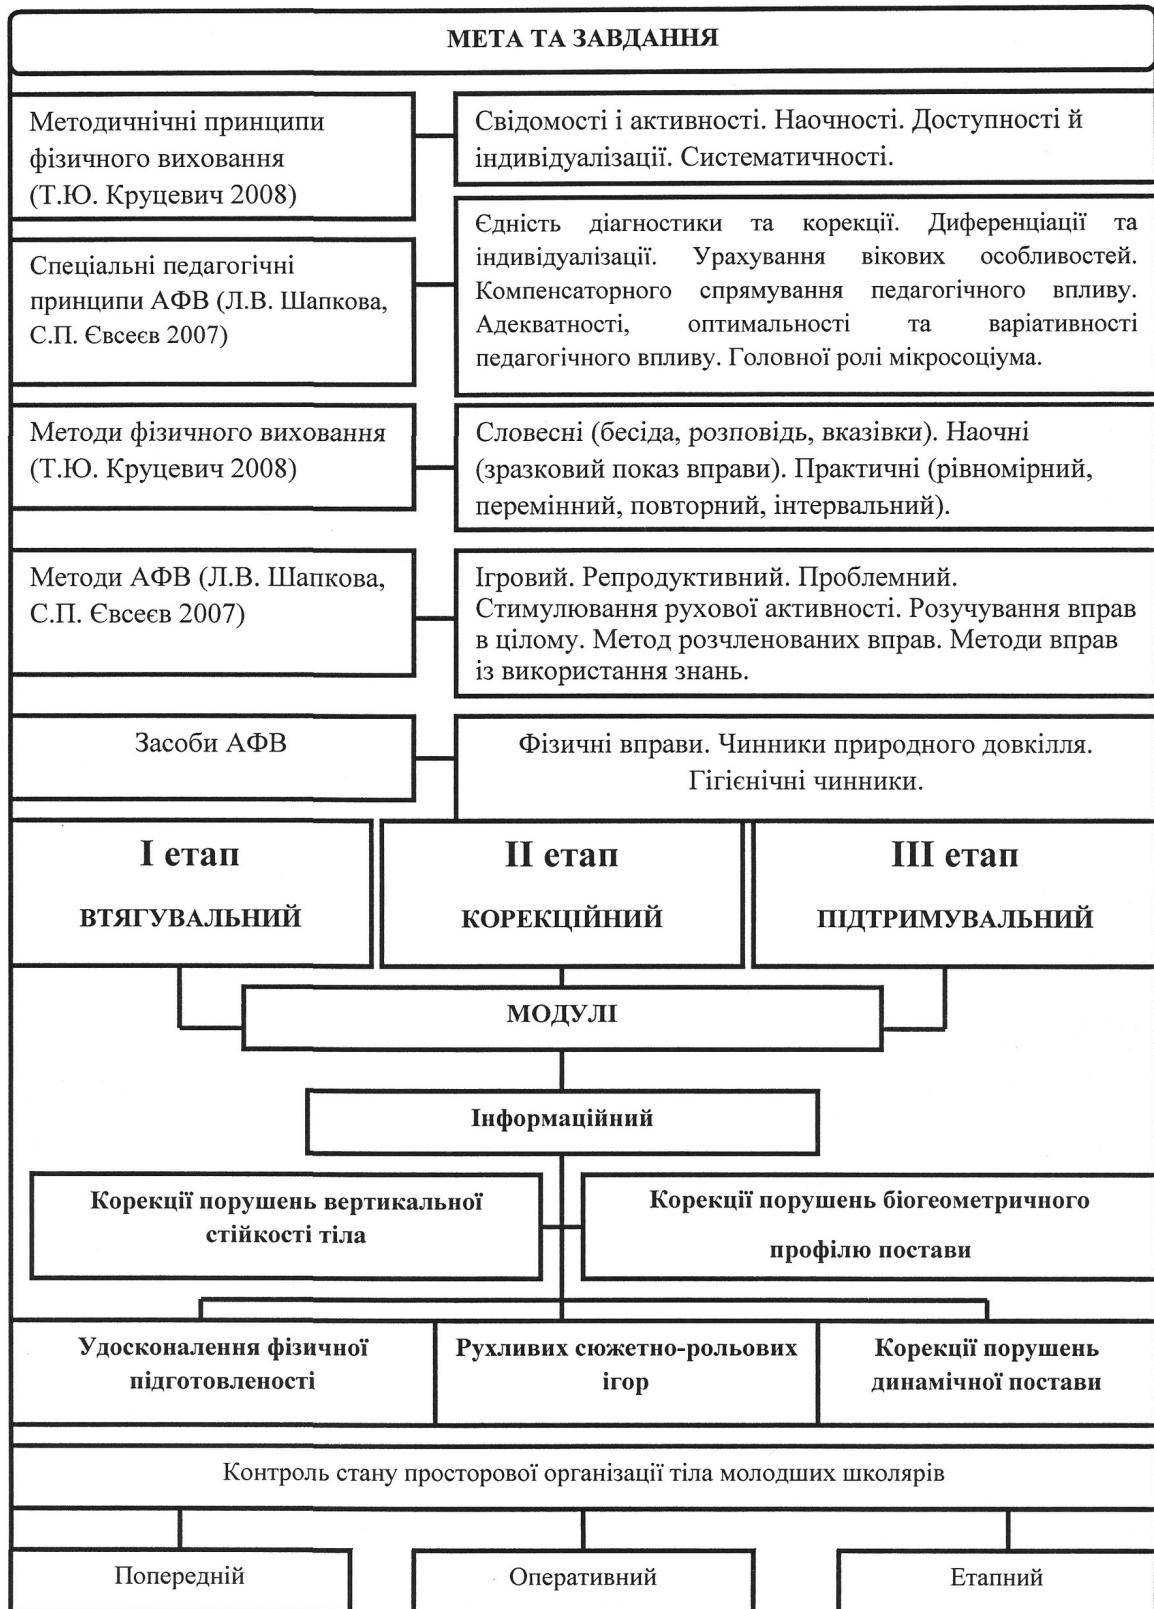 МЕТА ТА ЗАВДАННЯ
Методичнічні принципи
фізичного виховання
(Т.Ю. Круцевич 2008)
Свідомості і активності. Наочності. Доступності й
індивідуалізації. Систематичності.
Спеціальні педагогічні
принципи АФВ (Л.В. Шапкова,
С.П. Євсеєв 2007)
Єдність діагностики та корекції. Диференціації та
індивідуалізації. Урахування вікових особливостей.
Компенсаторного спрямування педагогічного впливу.
Адекватності, оптимальності та варіативності
педагогічного впливу. Головної ролі мікросоціума.
Методи фізичного виховання
(Т.Ю. Круцевич 2008)
Словесні (бесіда, розповідь, вказівки). Наочні
(зразковий показ вправи). Практичні (рівномірний,
перемінний, повторний, інтервальний).
Методи АФВ (Л.В. Шапкова,
С.П. Євсеєв 2007)
Ігровий. Репродуктивний. Проблемний.
Стимулювання рухової активності. Розучування вправ
в цілому. Метод розчленованих вправ. Методи вправ
із використання знань.
Засоби АФВ
Фізичні вправи. Чинники природного довкілля.
Гігієнічні чинники.
I етап
ВТЯГУВАЛЬНИЙ
II етап
КОРЕКЦІЙНИЙ
III етап
ПІДТРИМУВАЛЬНИЙ
МОДУЛІ
Інформаційний
Корекції порушень вертикальної
стійкості тіла
Корекції порушень біогеометричного
профілю постави
Удосконалення фізичної
підготовленості
Рухливих сюжетно-рольових
ігор
Корекції порушень
динамічної постави
Контроль стану просторової організації тіла молодших школярів
Попередній
Оперативний
Етапний